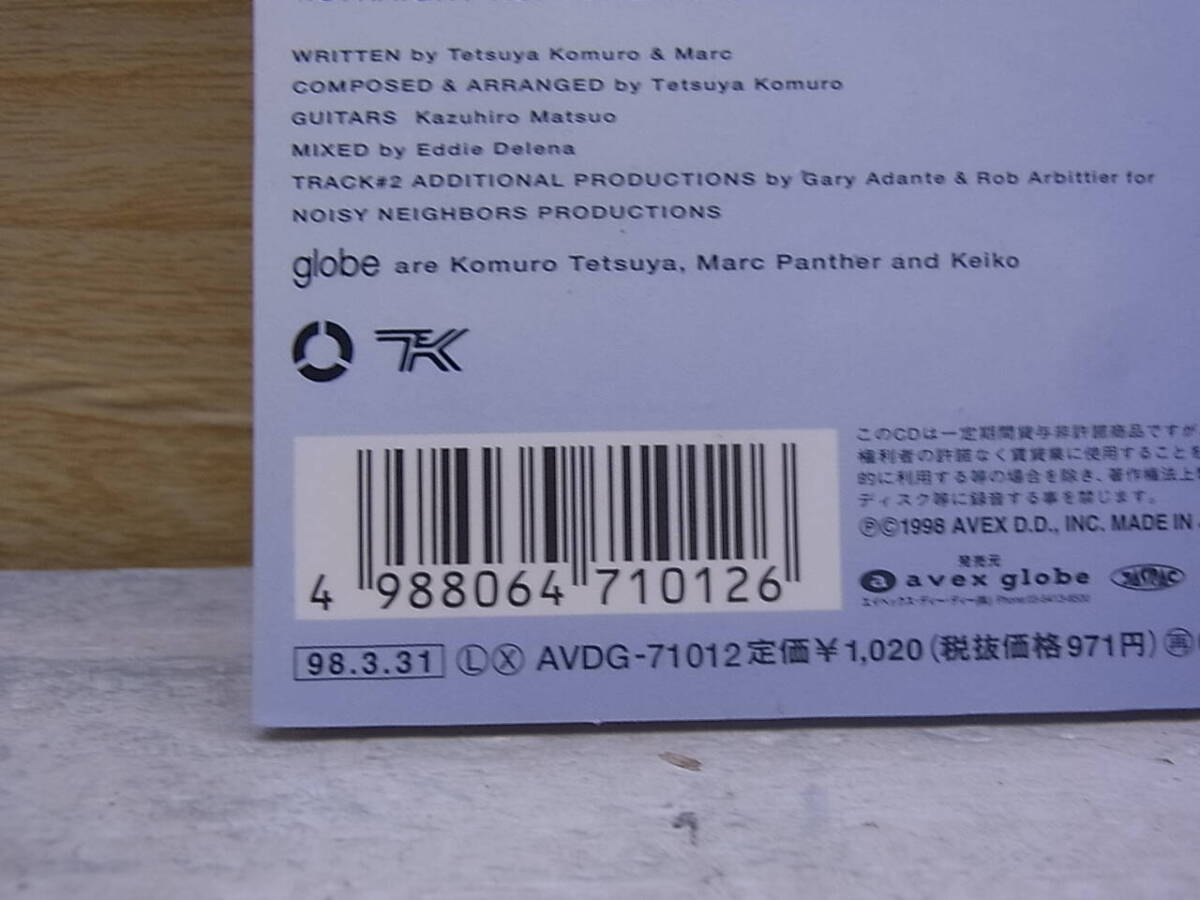 WRITTEN by Tetsuya Komuro & Marc
COMPOSED & ARRANGED by Tetsuya Komuro
GUITARS Kazuhiro Matsuo
MIXED by Eddie Delena
TRACK#2 ADDITIONAL PRODUCTIONS by Gary Adante & Rob Arbittier for
NOISY NEIGHBORS PRODUCTIONS
globe are Komuro Tetsuya, Marc Panther and Keiko
TK
4 988064 710126
このCDは一定期間貸与非許諾商品ですが
権利者の許諾なく賃貸業に使用することを
的に利用する等の場合を除き、著作権法上
ディスク等に録音する事を禁じます。
ⓅⒸ1998 AVEX D.D., INC. MADE IN
発売元
a avex globe
エイベックス・ディー・ディー(株)
98.3.31 ⓁⓍ AVDG-71012 定価¥1,020(税抜価格971円)㊢